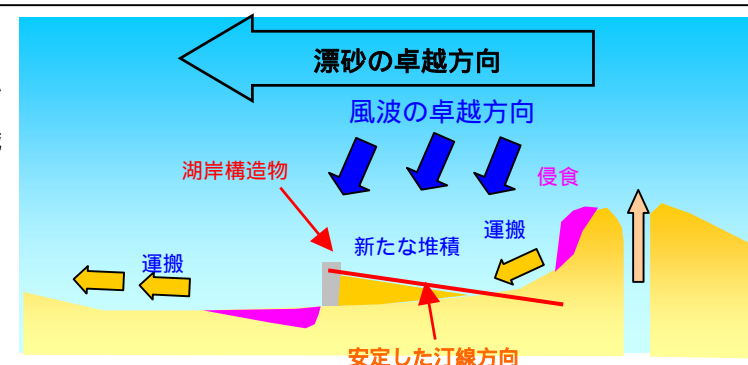 漂砂の卓越方向
風波の卓越方向
湖岸構造物
侵食
新たな堆積
運搬
運搬
安定した汀線方向